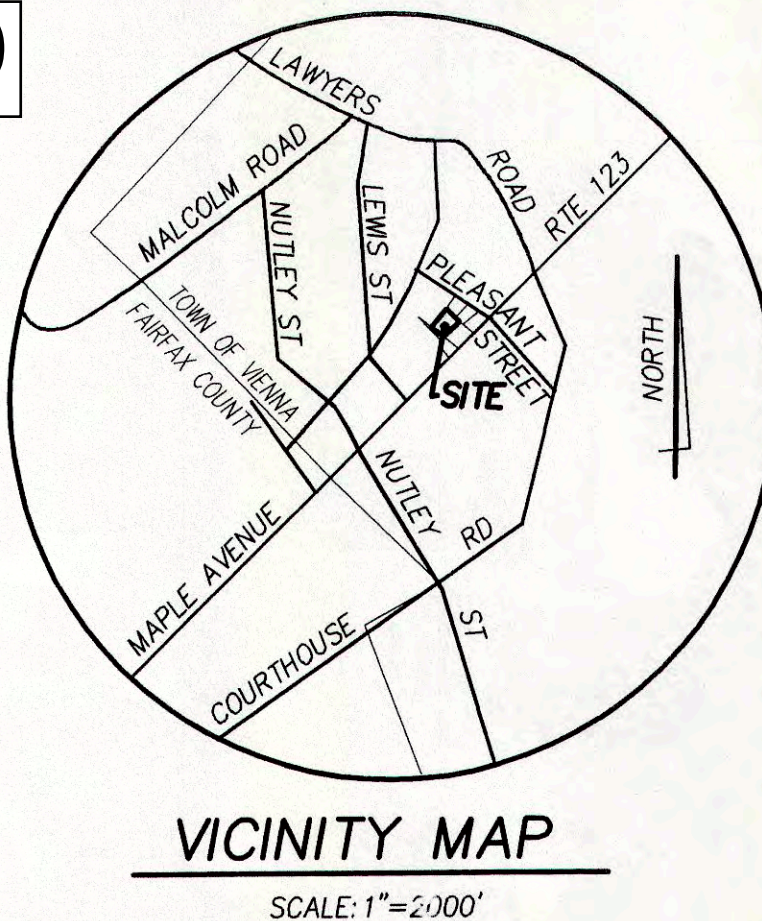 LAWYERS
ROAD
MALCOLM ROAD
RTE 123
NUTLEY ST
LEWIS ST
PLEASANT
STREET
TOWN OF VIENNA
FAIRFAX COUNTY
SITE
NORTH
NUTLEY
RD
MAPLE AVENUE
ST
COURTHOUSE
VICINITY MAP
SCALE: 1"=2000'